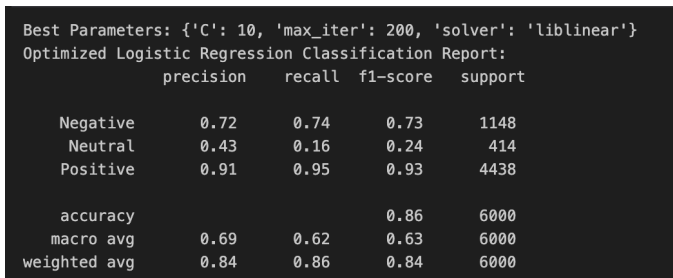 Best Parameters: {'C': 10, 'max_iter': 200, 'solver': 'liblinear'}
Optimized Logistic Regression Classification Report:
precision recall f1-score support
Negative 0.72 0.74 0.73 1148
Neutral 0.43 0.16 0.24 414
Positive 0.91 0.95 0.93 4438
accuracy 0.86 6000
macro avg 0.69 0.62 0.63 6000
weighted avg 0.84 0.86 0.84 6000